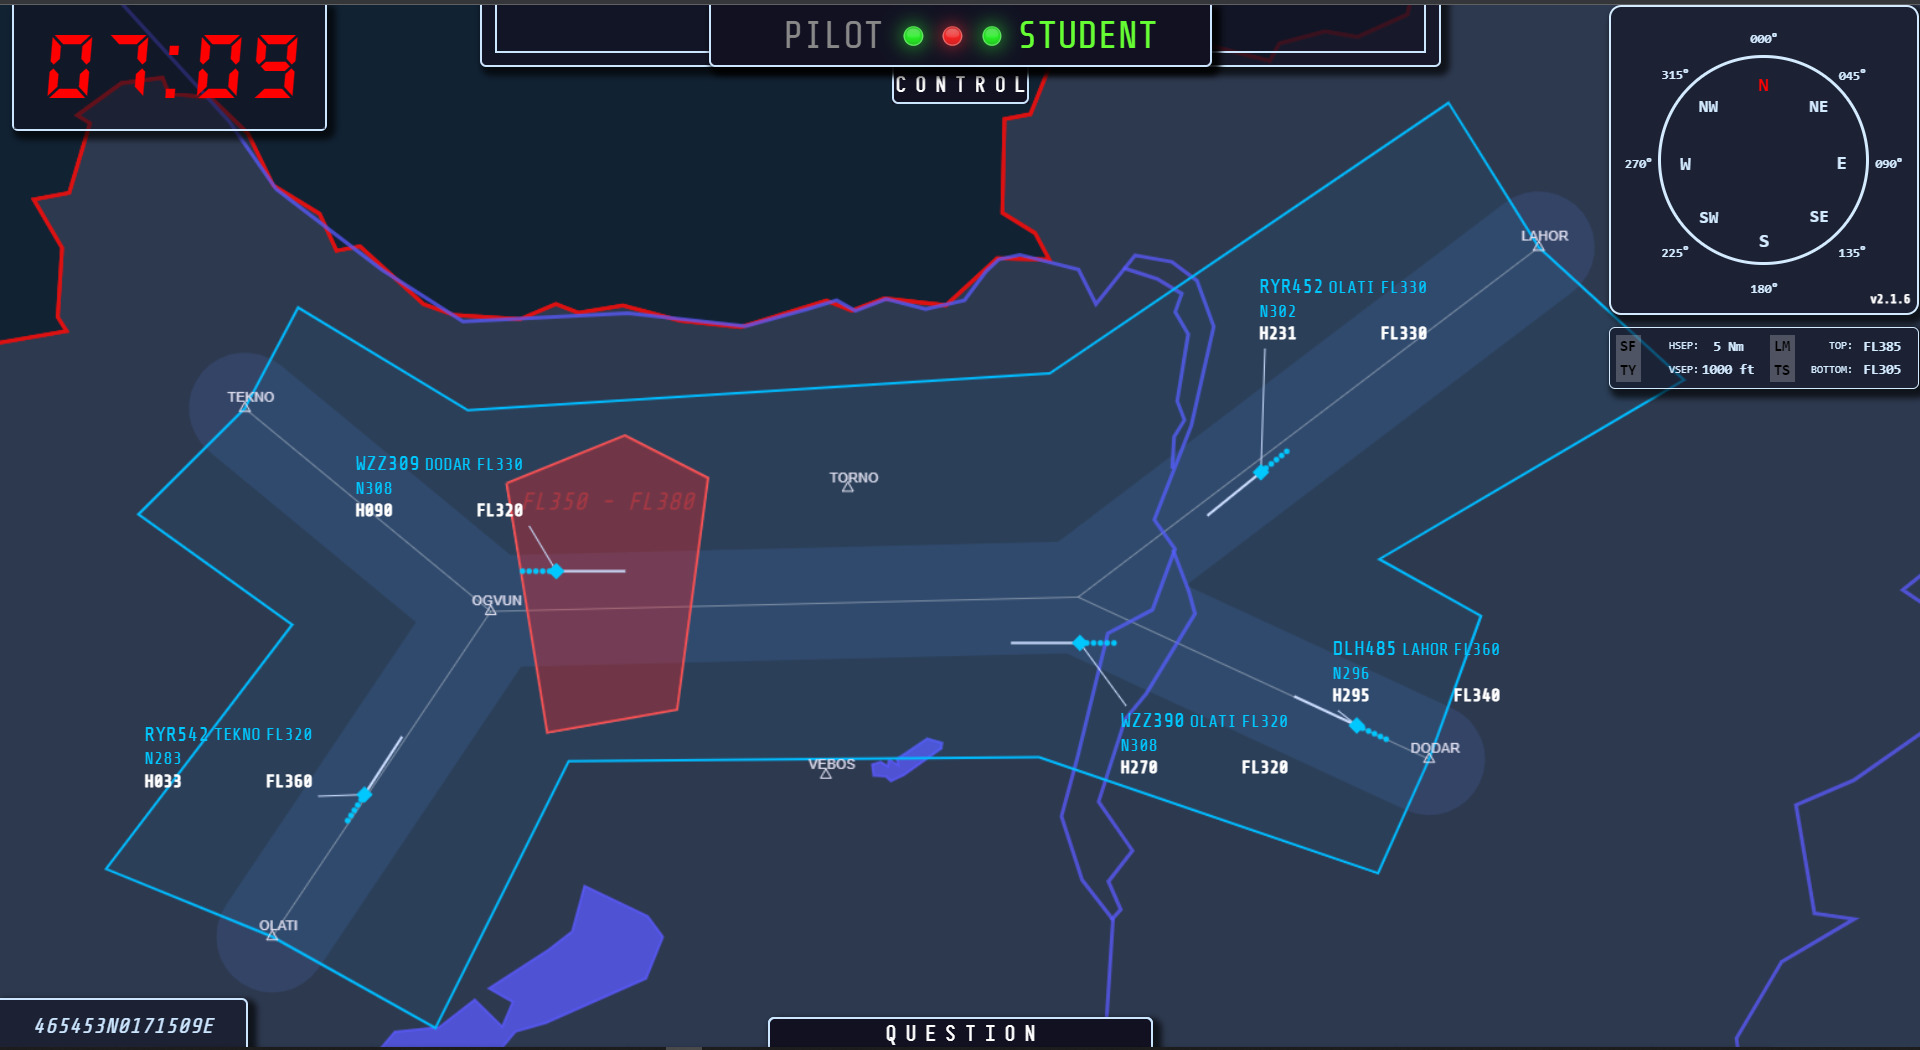 07:09
PILOT STUDENT
CONTROL
000°
315° 045°
N
NW NE
270° W E 090°
SW SE
S
225° 135°
180°
v2.1.6
SF HSEP: 5 Nm LM TOP: FL385
TY VSEP: 1000 ft TS BOTTOM: FL305
LAHOR
RYR452 OLATI FL330
N302
H231 FL330
TEKNO
WZZ309 DODAR FL330
N308
H090 FL320
FL350 - FL380
TORNO
OGVUN
DLH485 LAHOR FL360
N296
H295 FL340
DODAR
WZZ390 OLATI FL320
N308
H270 FL320
RYR542 TEKNO FL320
N283
H033 FL360
VEBOS
OLATI
465453N0171509E
QUESTION